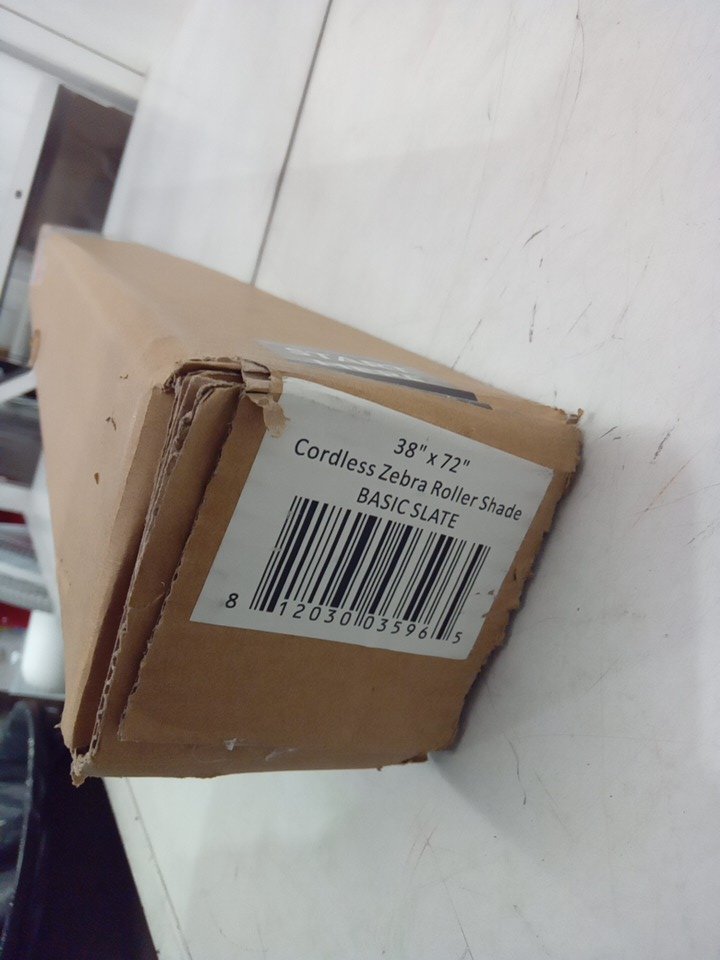 38" x 72"
Cordless Zebra Roller Shade
BASIC SLATE
8 12030 03596 5